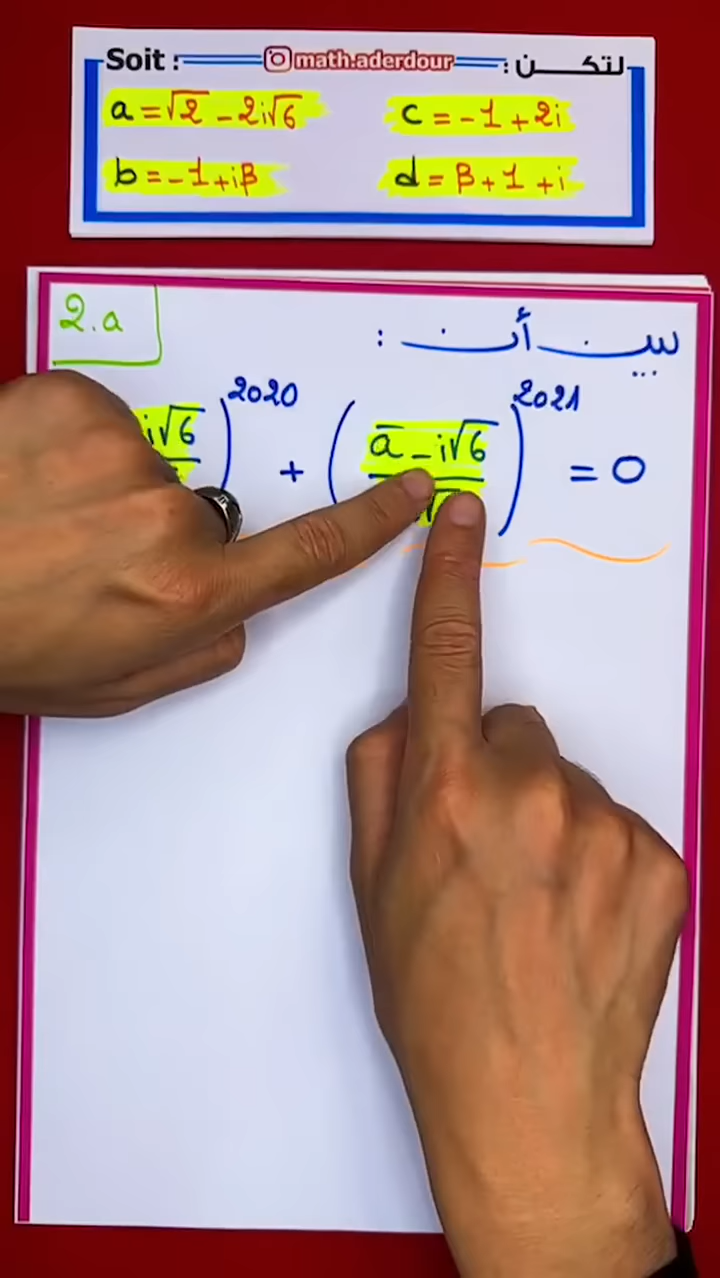 Soit : math.aderdour لتكن :
a = √2 - 2i√6 c = -1 + 2i
b = -1 + iβ d = β + 1 + i
2.a بين أن :
i√6 )²⁰²⁰ + ( a̅ - i√6 / √ )²⁰²¹ = 0